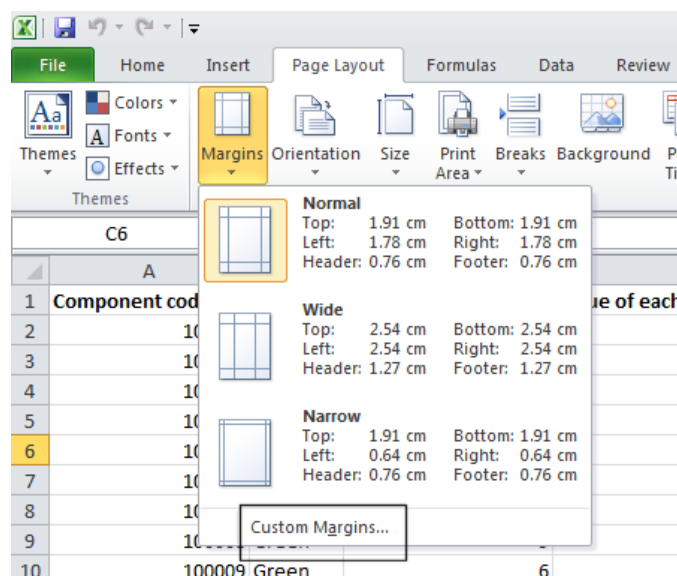 File Home Insert Page Layout Formulas Data Review
Aa
Colors
A Fonts
Effects
Themes Margins Orientation Size Print Area Breaks Background
Themes
C6
A
1 Component cod ue of each
Normal
Top: 1.91 cm Bottom: 1.91 cm
Left: 1.78 cm Right: 1.78 cm
Header: 0.76 cm Footer: 0.76 cm
Wide
Top: 2.54 cm Bottom: 2.54 cm
Left: 2.54 cm Right: 2.54 cm
Header: 1.27 cm Footer: 1.27 cm
Narrow
Top: 1.91 cm Bottom: 1.91 cm
Left: 0.64 cm Right: 0.64 cm
Header: 0.76 cm Footer: 0.76 cm
Custom Margins...
2 10
3 10
4 10
5 10
6 10
7 10
8 10
9
10 100009 Green 6